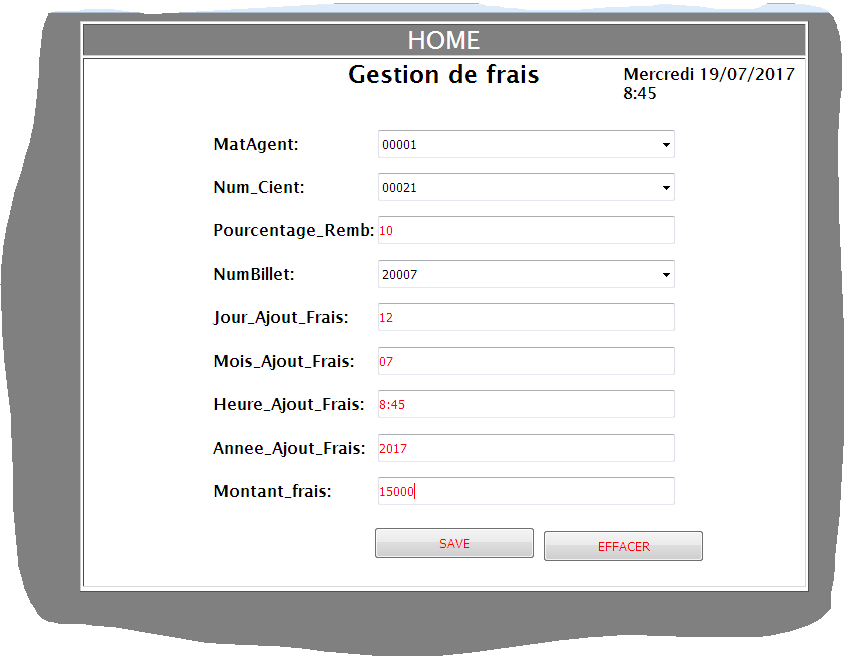 HOME
Gestion de frais
Mercredi 19/07/2017
8:45
MatAgent: 00001
Num_Cient: 00021
Pourcentage_Remb: 10
NumBillet: 20007
Jour_Ajout_Frais: 12
Mois_Ajout_Frais: 07
Heure_Ajout_Frais: 8:45
Annee_Ajout_Frais: 2017
Montant_frais: 15000
SAVE EFFACER